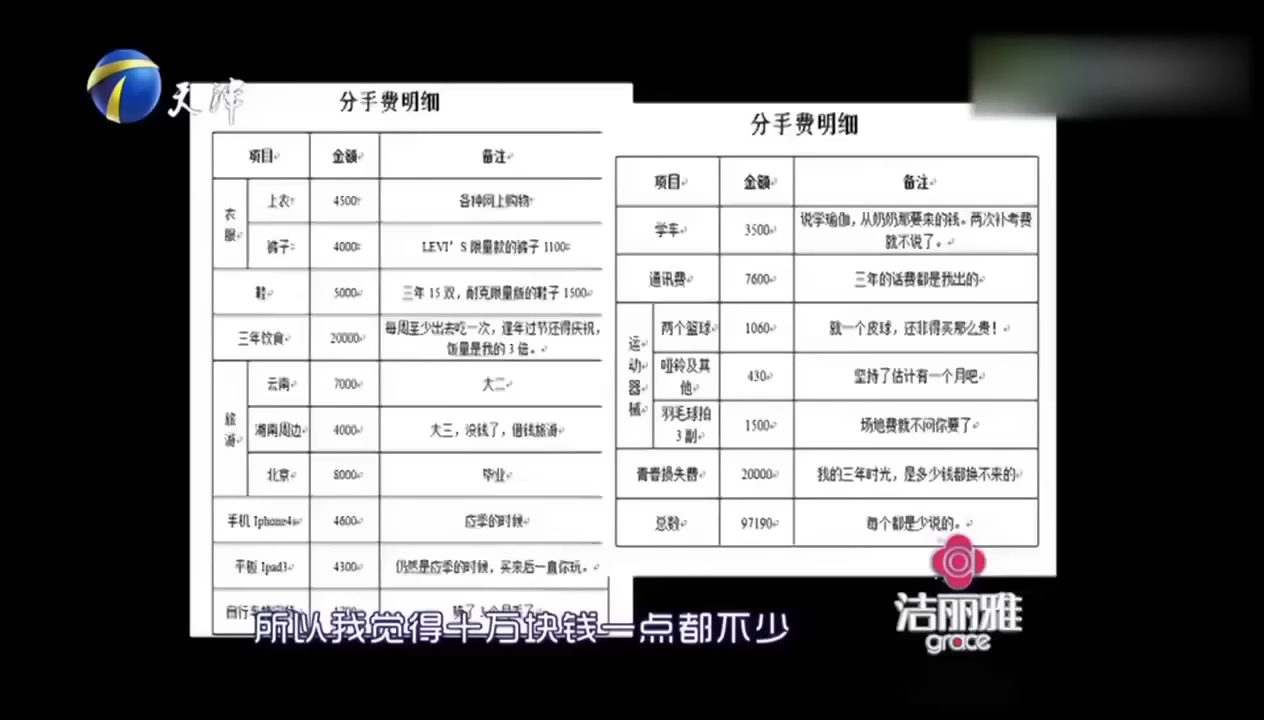 天津
分手费明细
项目 金额 备注
衣服 上衣 4500 各种网上购物
裤子 4000 LEVI'S 限量款的裤子 1100
鞋 5000 三年 15 双，耐克限量版的鞋子 1500
三年饮食 20000 每周至少出去吃一次，逢年过节还得庆祝，
饭量是我的 3 倍。
旅游 云南 7000 大二
湖南周边 4000 大三，没钱了，借钱旅游
北京 8000 毕业
手机 Iphone4s 4600 应季的时候
平板 Ipad3 4300 仍然是应季的时候，买来后一直你玩。
分手费明细
项目 金额 备注
学车 3500 说学瑜伽，从奶奶那要来的钱。两次补考费
就不说了。
通讯费 7600 三年的话费都是我出的
运动器械 两个篮球 1060 就一个皮球，还非得买那么贵！
哑铃及其
他 430 坚持了估计有一个月吧
羽毛球拍
3 副 1500 场地费就不问你要了
青春损失费 20000 我的三年时光，是多少钱都换不来的
总数 97190 每个都是少说的。
所以我觉得十万块钱一点都不少
洁丽雅
grace